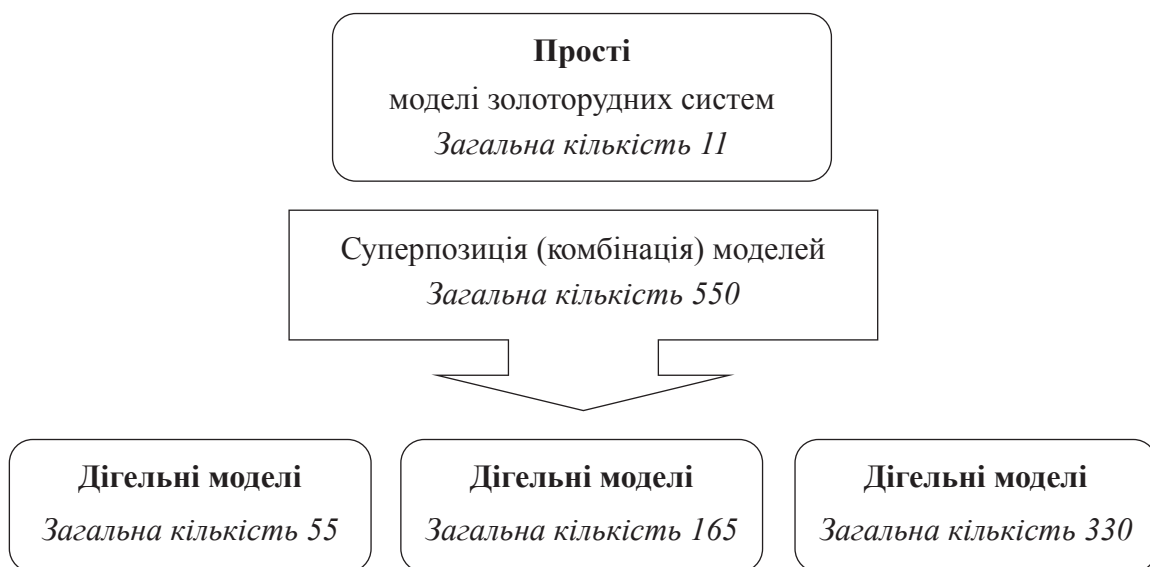 Прості
моделі золоторудних систем
Загальна кількість 11
Суперпозиція (комбінація) моделей
Загальна кількість 550
Дігельні моделі
Загальна кількість 55
Дігельні моделі
Загальна кількість 165
Дігельні моделі
Загальна кількість 330